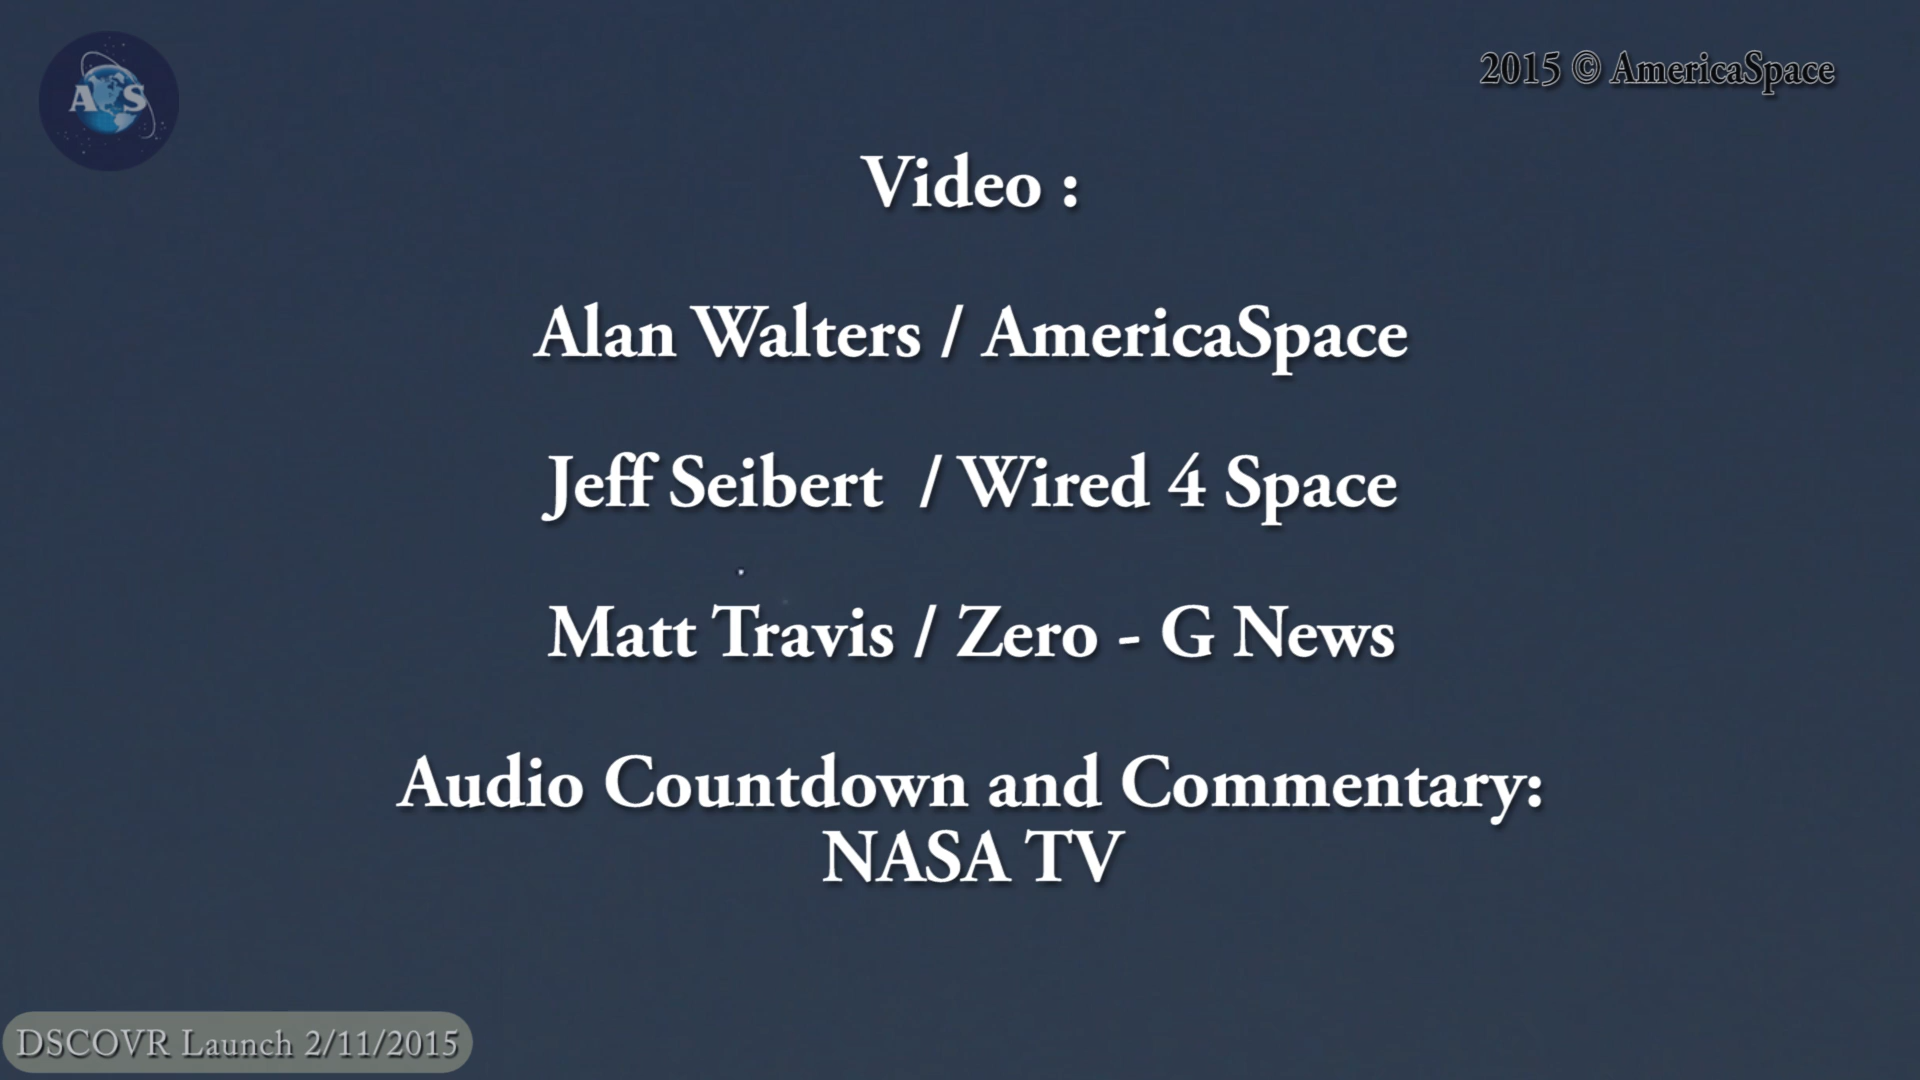 A S
2015 © AmericaSpace
Video :
Alan Walters / AmericaSpace
Jeff Seibert / Wired 4 Space
Matt Travis / Zero - G News
Audio Countdown and Commentary:
NASA TV
DSCOVR Launch 2/11/2015